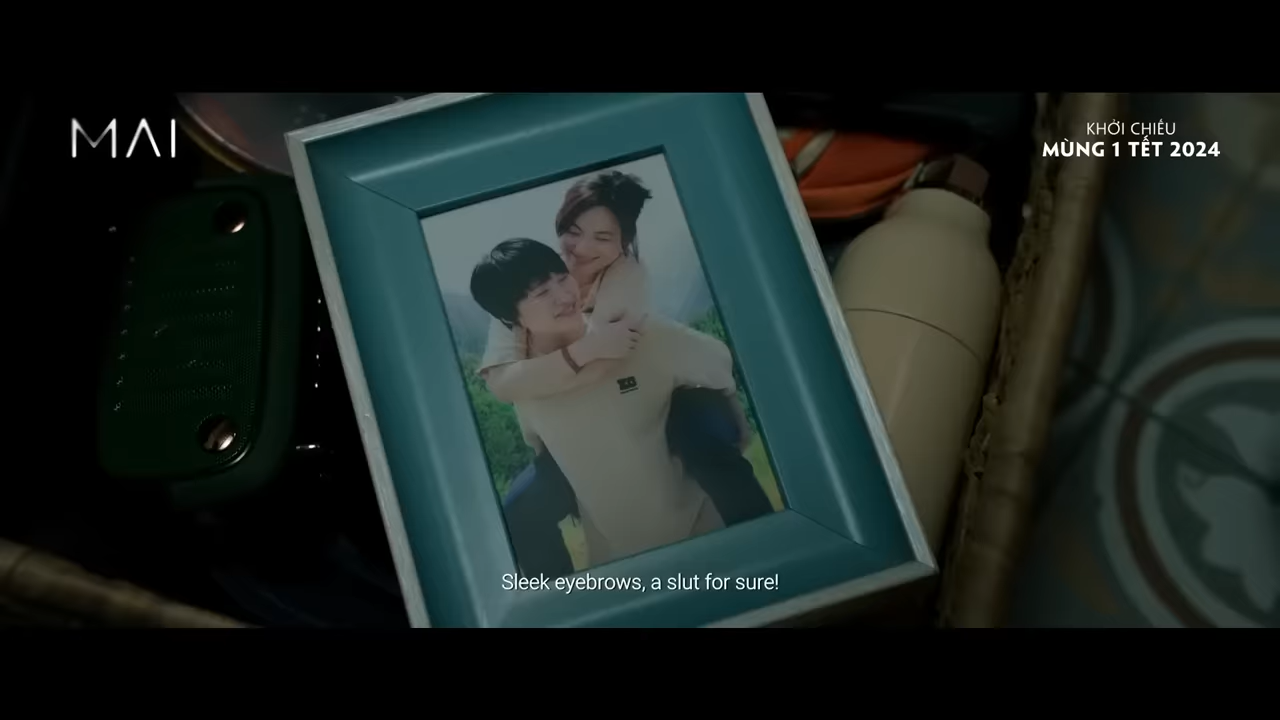 MAI
KHỞI CHIẾU
MÙNG 1 TẾT 2024
Sleek eyebrows, a slut for sure!